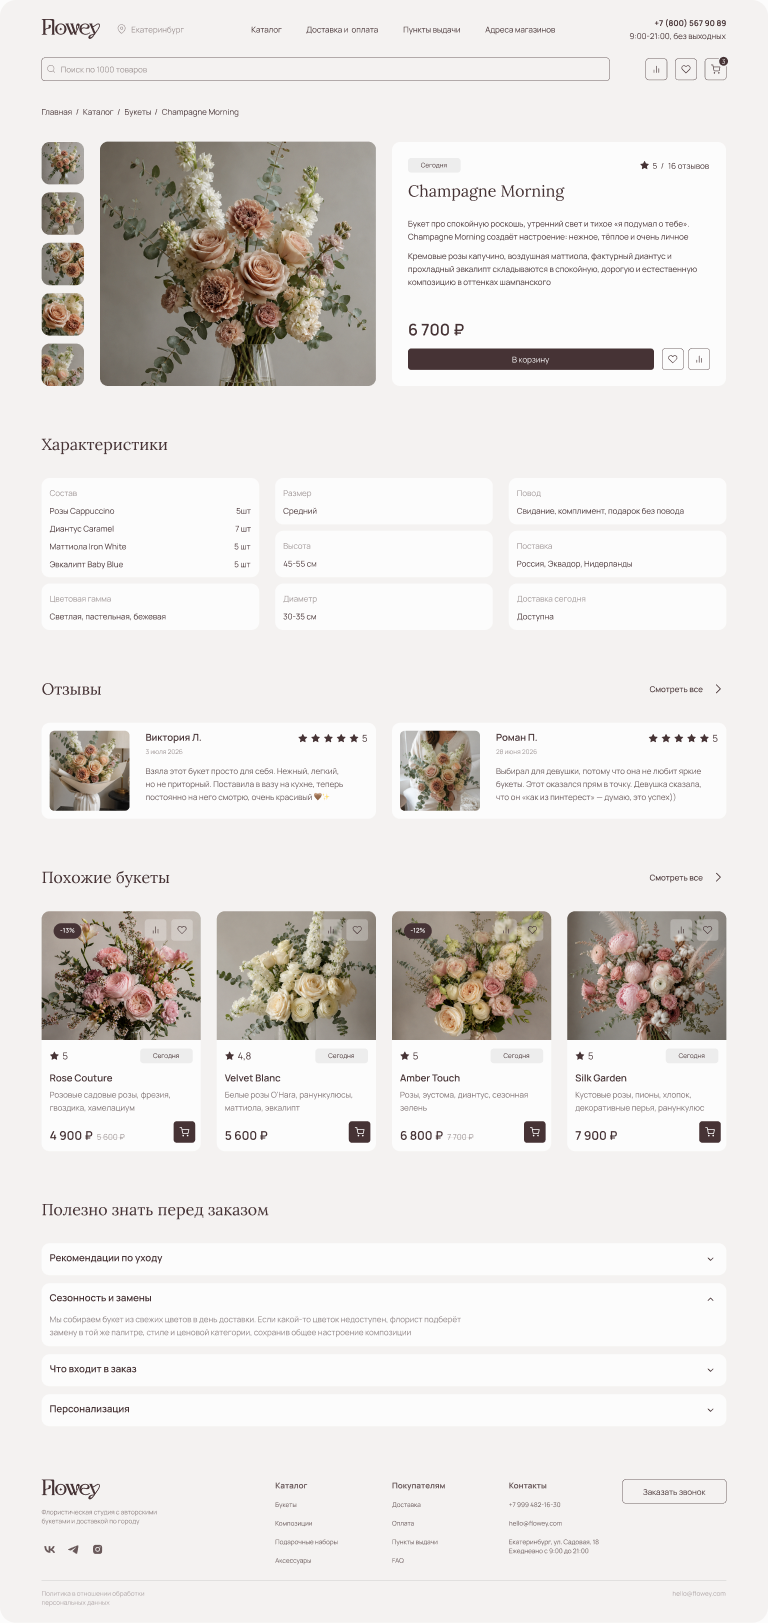 Flowey
Екатеринбург
Каталог
Доставка и оплата
Пункты выдачи
Адреса магазинов
+7 (800) 567 90 89
9:00-21:00, без выходных
Поиск по 1000 товаров
3
Главная / Каталог / Букеты / Champagne Morning
Сегодня
5 / 16 отзывов
Champagne Morning
Букет про спокойную роскошь, утренний свет и тихое «я подумал о тебе».
Champagne Morning создаёт настроение: нежное, тёплое и очень личное
Кремовые розы капучино, воздушная маттиола, фактурный диантус и
прохладный эвкалипт складываются в спокойную, дорогую и естественную
композицию в оттенках шампанского
6 700 ₽
В корзину
Характеристики
Состав
Розы Cappuccino 5шт
Диантус Caramel 7 шт
Маттиола Iron White 5 шт
Эвкалипт Baby Blue 5 шт
Цветовая гамма
Светлая, пастельная, бежевая
Размер
Средний
Высота
45-55 см
Диаметр
30-35 см
Повод
Свидание, комплимент, подарок без повода
Поставка
Россия, Эквадор, Нидерланды
Доставка сегодня
Доступна
Отзывы
Смотреть все
Виктория Л.
5
3 июля 2026
Взяла этот букет просто для себя. Нежный, легкий,
но не приторный. Поставила в вазу на кухне, теперь
постоянно на него смотрю, очень красивый 🤎✨
Роман П.
5
28 июня 2026
Выбирал для девушки, потому что она не любит яркие
букеты. Этот оказался прям в точку. Девушка сказала,
что он «как из пинтерест» — думаю, это успех))
Похожие букеты
Смотреть все
-13%
5
Сегодня
Rose Couture
Розовые садовые розы, фрезия,
гвоздика, хамелациум
4 900 ₽ 5 600 ₽
4,8
Сегодня
Velvet Blanc
Белые розы O'Hara, ранункулюсы,
маттиола, эвкалипт
5 600 ₽
-12%
5
Сегодня
Amber Touch
Розы, эустома, диантус, сезонная
зелень
6 800 ₽ 7 700 ₽
5
Сегодня
Silk Garden
Кустовые розы, пионы, хлопок,
декоративные перья, ранункулюс
7 900 ₽
Полезно знать перед заказом
Рекомендации по уходу
Сезонность и замены
Мы собираем букет из свежих цветов в день доставки. Если какой-то цветок недоступен, флорист подберёт
замену в той же палитре, стиле и ценовой категории, сохранив общее настроение композиции
Что входит в заказ
Персонализация
Flowey
Флористическая студия с авторскими
букетами и доставкой по городу
Каталог
Букеты
Композиции
Подарочные наборы
Аксессуары
Покупателям
Доставка
Оплата
Пункты выдачи
FAQ
Контакты
+7 999 482-16-30
hello@flowey.com
Екатеринбург, ул. Садовая, 18
Ежедневно с 9:00 до 21:00
Заказать звонок
Политика в отношении обработки
персональных данных
hello@flowey.com